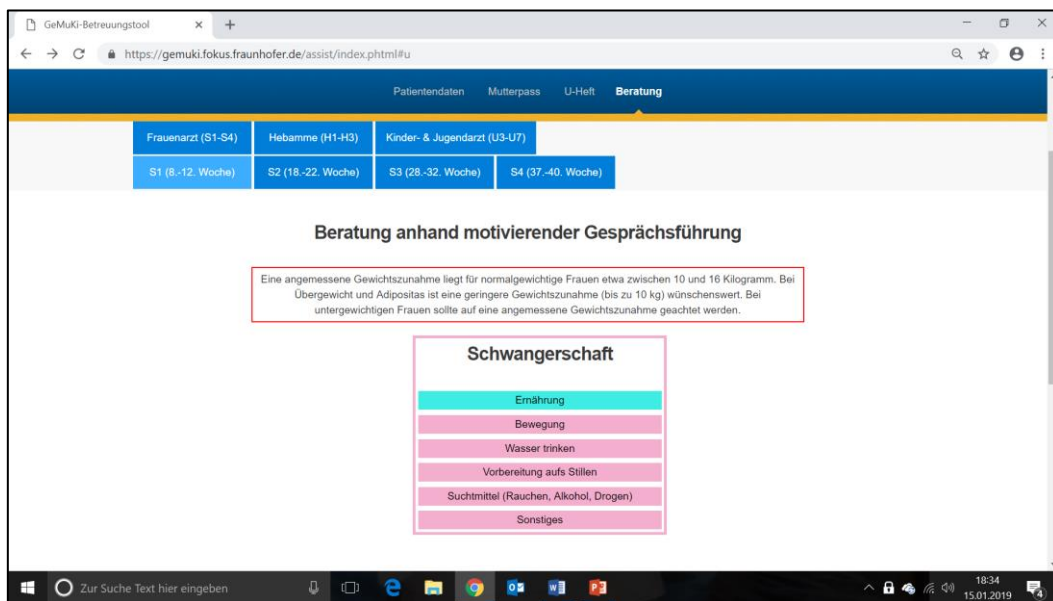 GeMuKi-Betreuungstool
https://gemuki.fokus.fraunhofer.de/assist/index.phtml#u
Patientendaten Mutterpass U-Heft Beratung
Frauenarzt (S1-S4) Hebamme (H1-H3) Kinder- & Jugendarzt (U3-U7)
S1 (8.-12. Woche) S2 (18.-22. Woche) S3 (28.-32. Woche) S4 (37.-40. Woche)
Beratung anhand motivierender Gesprächsführung
Eine angemessene Gewichtszunahme liegt für normalgewichtige Frauen etwa zwischen 10 und 16 Kilogramm. Bei
Übergewicht und Adipositas ist eine geringere Gewichtszunahme (bis zu 10 kg) wünschenswert. Bei
untergewichtigen Frauen sollte auf eine angemessene Gewichtszunahme geachtet werden.
Schwangerschaft
Ernährung
Bewegung
Wasser trinken
Vorbereitung aufs Stillen
Suchtmittel (Rauchen, Alkohol, Drogen)
Sonstiges
Zur Suche Text hier eingeben
18:34
15.01.2019
4